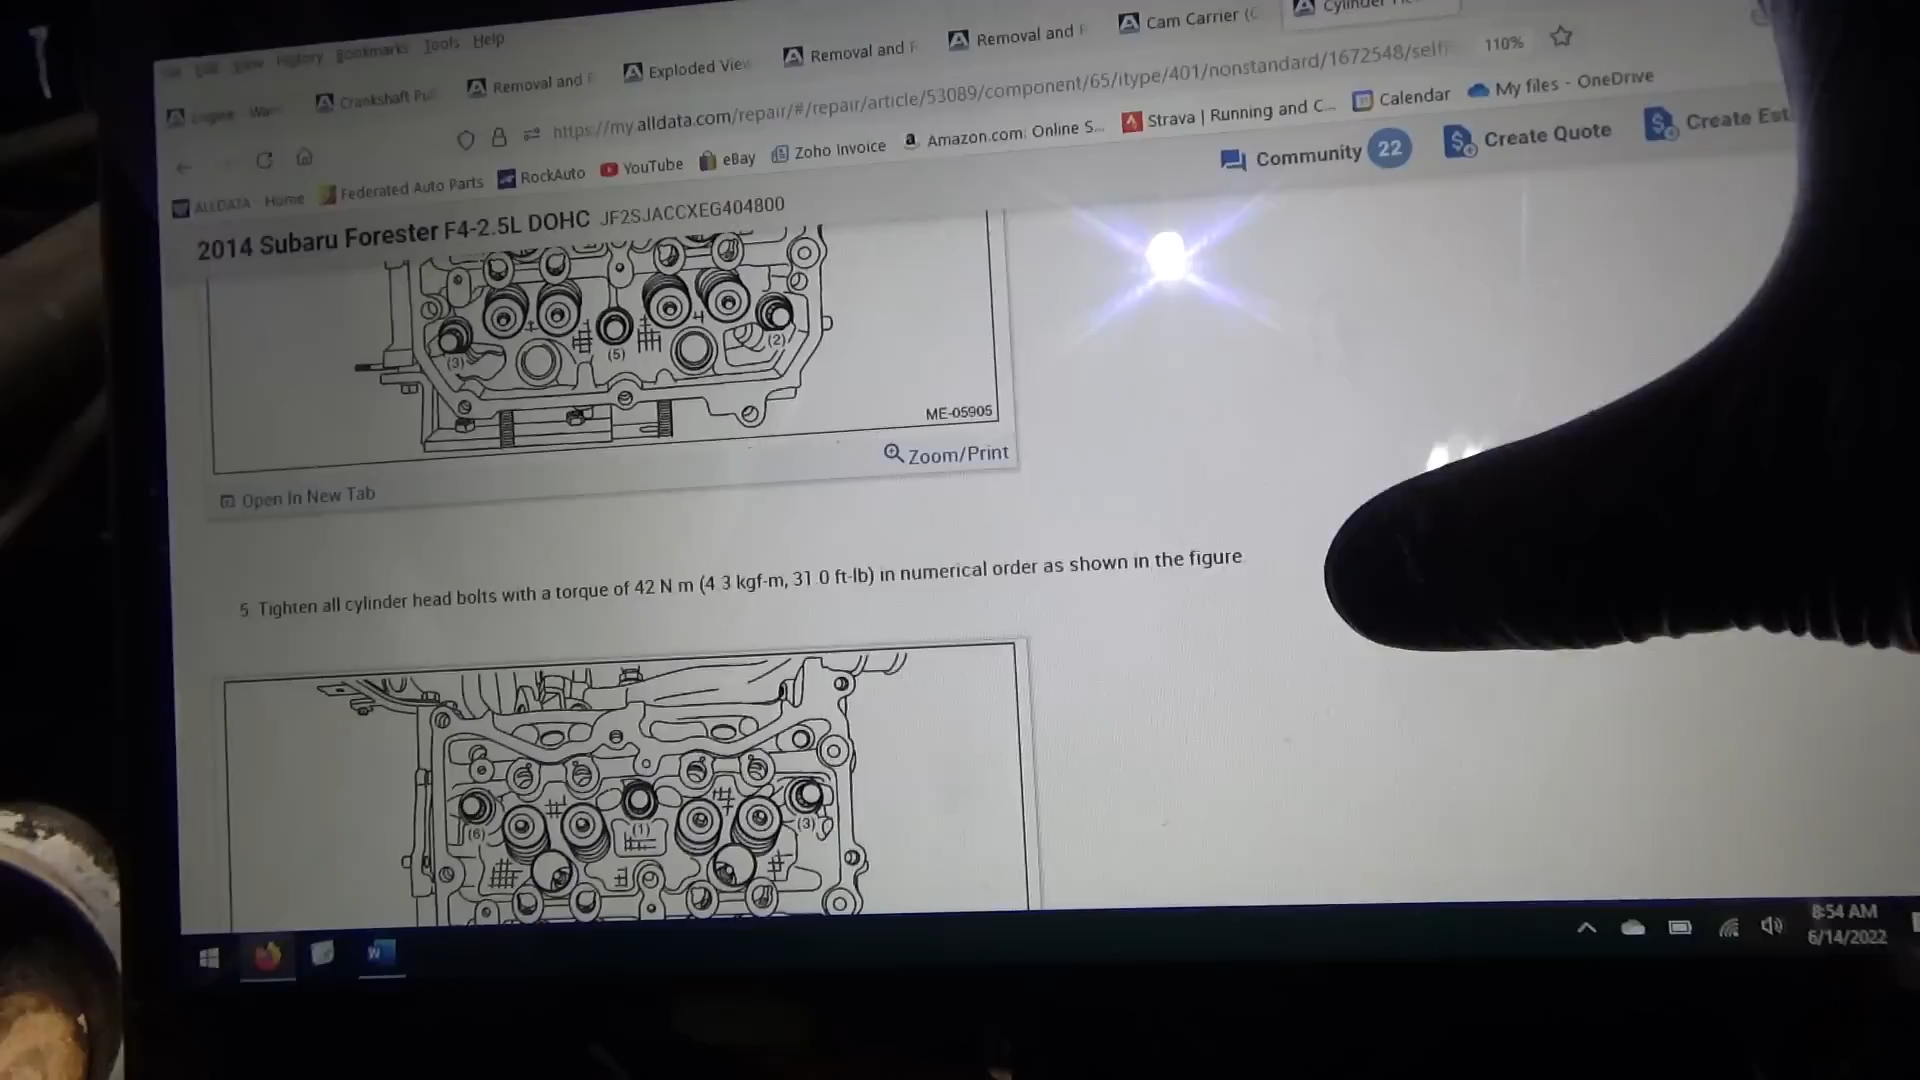 History Bookmarks Tools Help
Engine
Crankshaft Pul
Removal and
Exploded View
Removal and
Removal and
Cam Carrier (
Cylinder
https://my.alldata.com/repair/#/repair/article/53089/component/65/itype/401/nonstandard/1672548/self
110%
ALLDATA Home
Federated Auto Parts
RockAuto
YouTube
eBay
Zoho Invoice
Amazon.com: Online S...
Strava | Running and C...
Calendar
My files - OneDrive
2014 Subaru Forester F4-2.5L DOHC JF2SJACCXEG404800
Community 22
Create Quote
Create Est
(3)
(5)
(2)
ME-05905
Zoom/Print
Open In New Tab
5 Tighten all cylinder head bolts with a torque of 42 N m (4 3 kgf-m, 31 0 ft-lb) in numerical order as shown in the figure
(6)
(1)
(3)
W
8:54 AM
6/14/2022